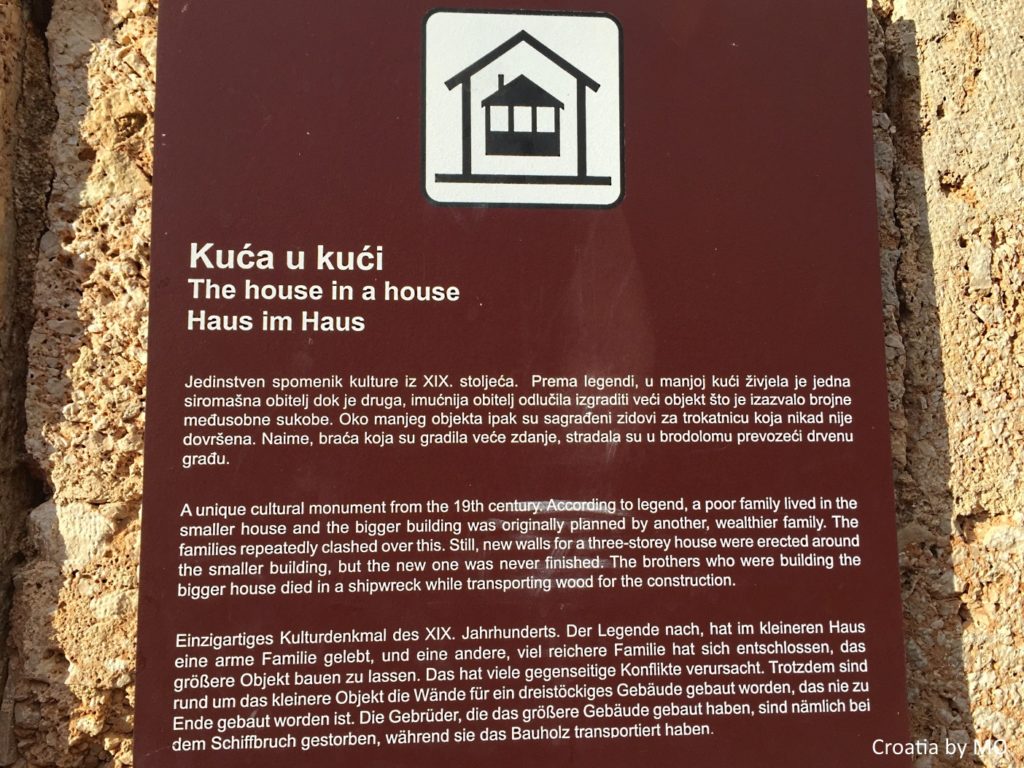 Kuća u kući
The house in a house
Haus im Haus
Jedinstven spomenik kulture iz XIX. stoljeća. Prema legendi, u manjoj kući živjela je jedna
siromašna obitelj dok je druga, imućnija obitelj odlučila izgraditi veći objekt što je izazvalo brojne
međusobne sukobe. Oko manjeg objekta ipak su sagrađeni zidovi za trokatnicu koja nikad nije
dovršena. Naime, braća koja su gradila veće zdanje, stradala su u brodolomu prevozeći drvenu
građu.
A unique cultural monument from the 19th century. According to legend, a poor family lived in the
smaller house and the bigger building was originally planned by another, wealthier family. The
families repeatedly clashed over this. Still, new walls for a three-storey house were erected around
the smaller building, but the new one was never finished. The brothers who were building the
bigger house died in a shipwreck while transporting wood for the construction.
Einzigartiges Kulturdenkmal des XIX. Jahrhunderts. Der Legende nach, hat im kleineren Haus
eine arme Familie gelebt, und eine andere, viel reichere Familie hat sich entschlossen, das
größere Objekt bauen zu lassen. Das hat viele gegenseitige Konflikte verursacht. Trotzdem sind
rund um das kleinere Objekt die Wände für ein dreistöckiges Gebäude gebaut worden, das nie zu
Ende gebaut worden ist. Die Gebrüder, die das größere Gebäude gebaut haben, sind nämlich bei
dem Schiffbruch gestorben, während sie das Bauholz transportiert haben.
Croatia by MO